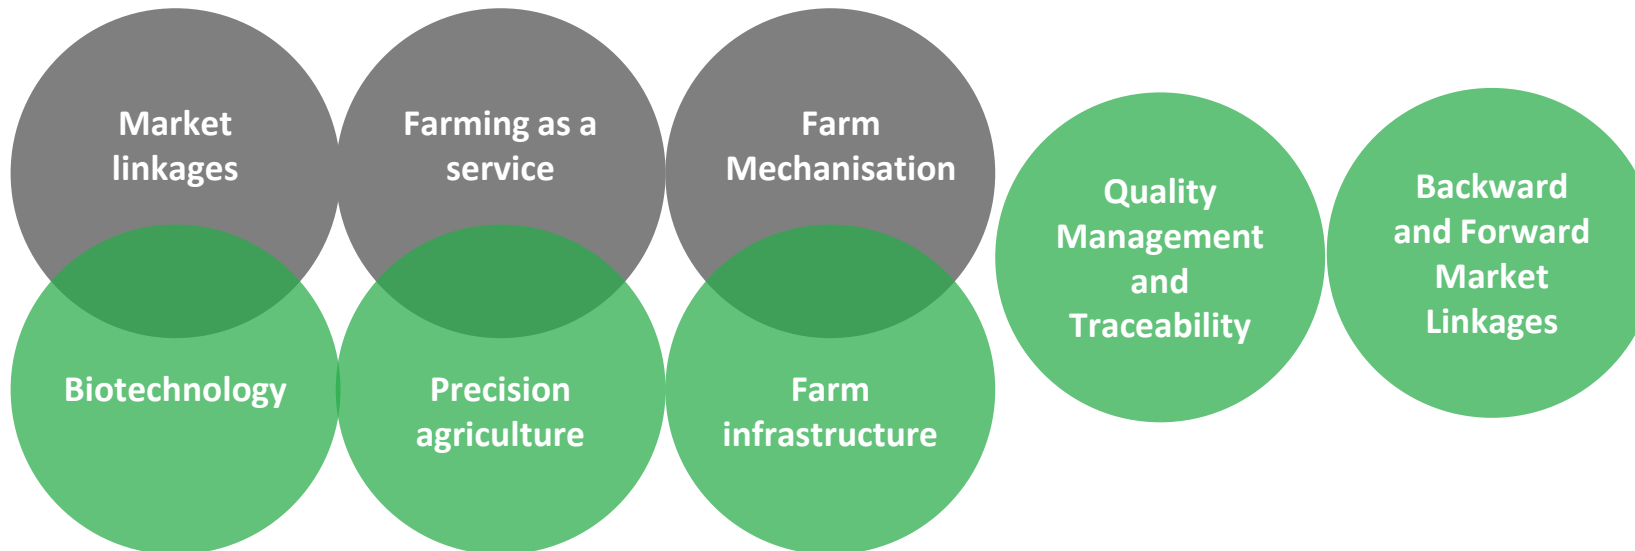 Market
linkages
Farming as a
service
Farm
Mechanisation
Quality
Management
and
Traceability
Backward
and Forward
Market
Linkages
Biotechnology
Precision
agriculture
Farm
infrastructure